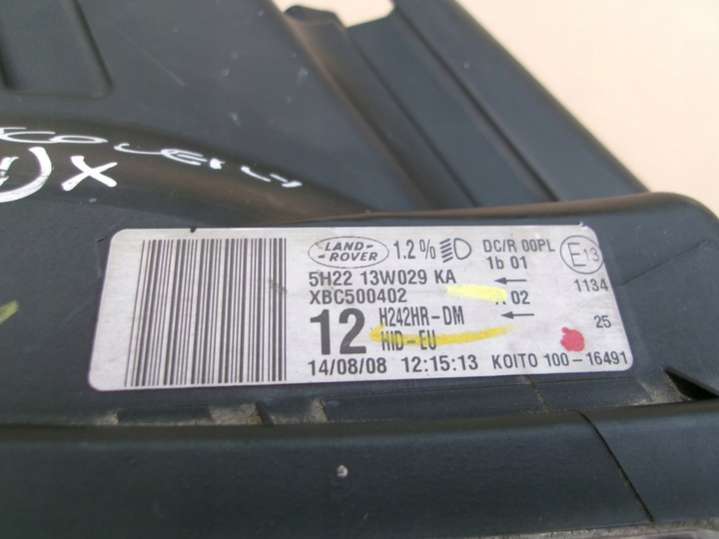 X
LAND-
-ROVER
1.2%
DC/R 00PL
1b 01
E13
5H22 13W029 KA
1134
XBC500402
02
12
H242HR-DM
HID-EU
25
14/08/08 12:15:13
KOITO 100-16491